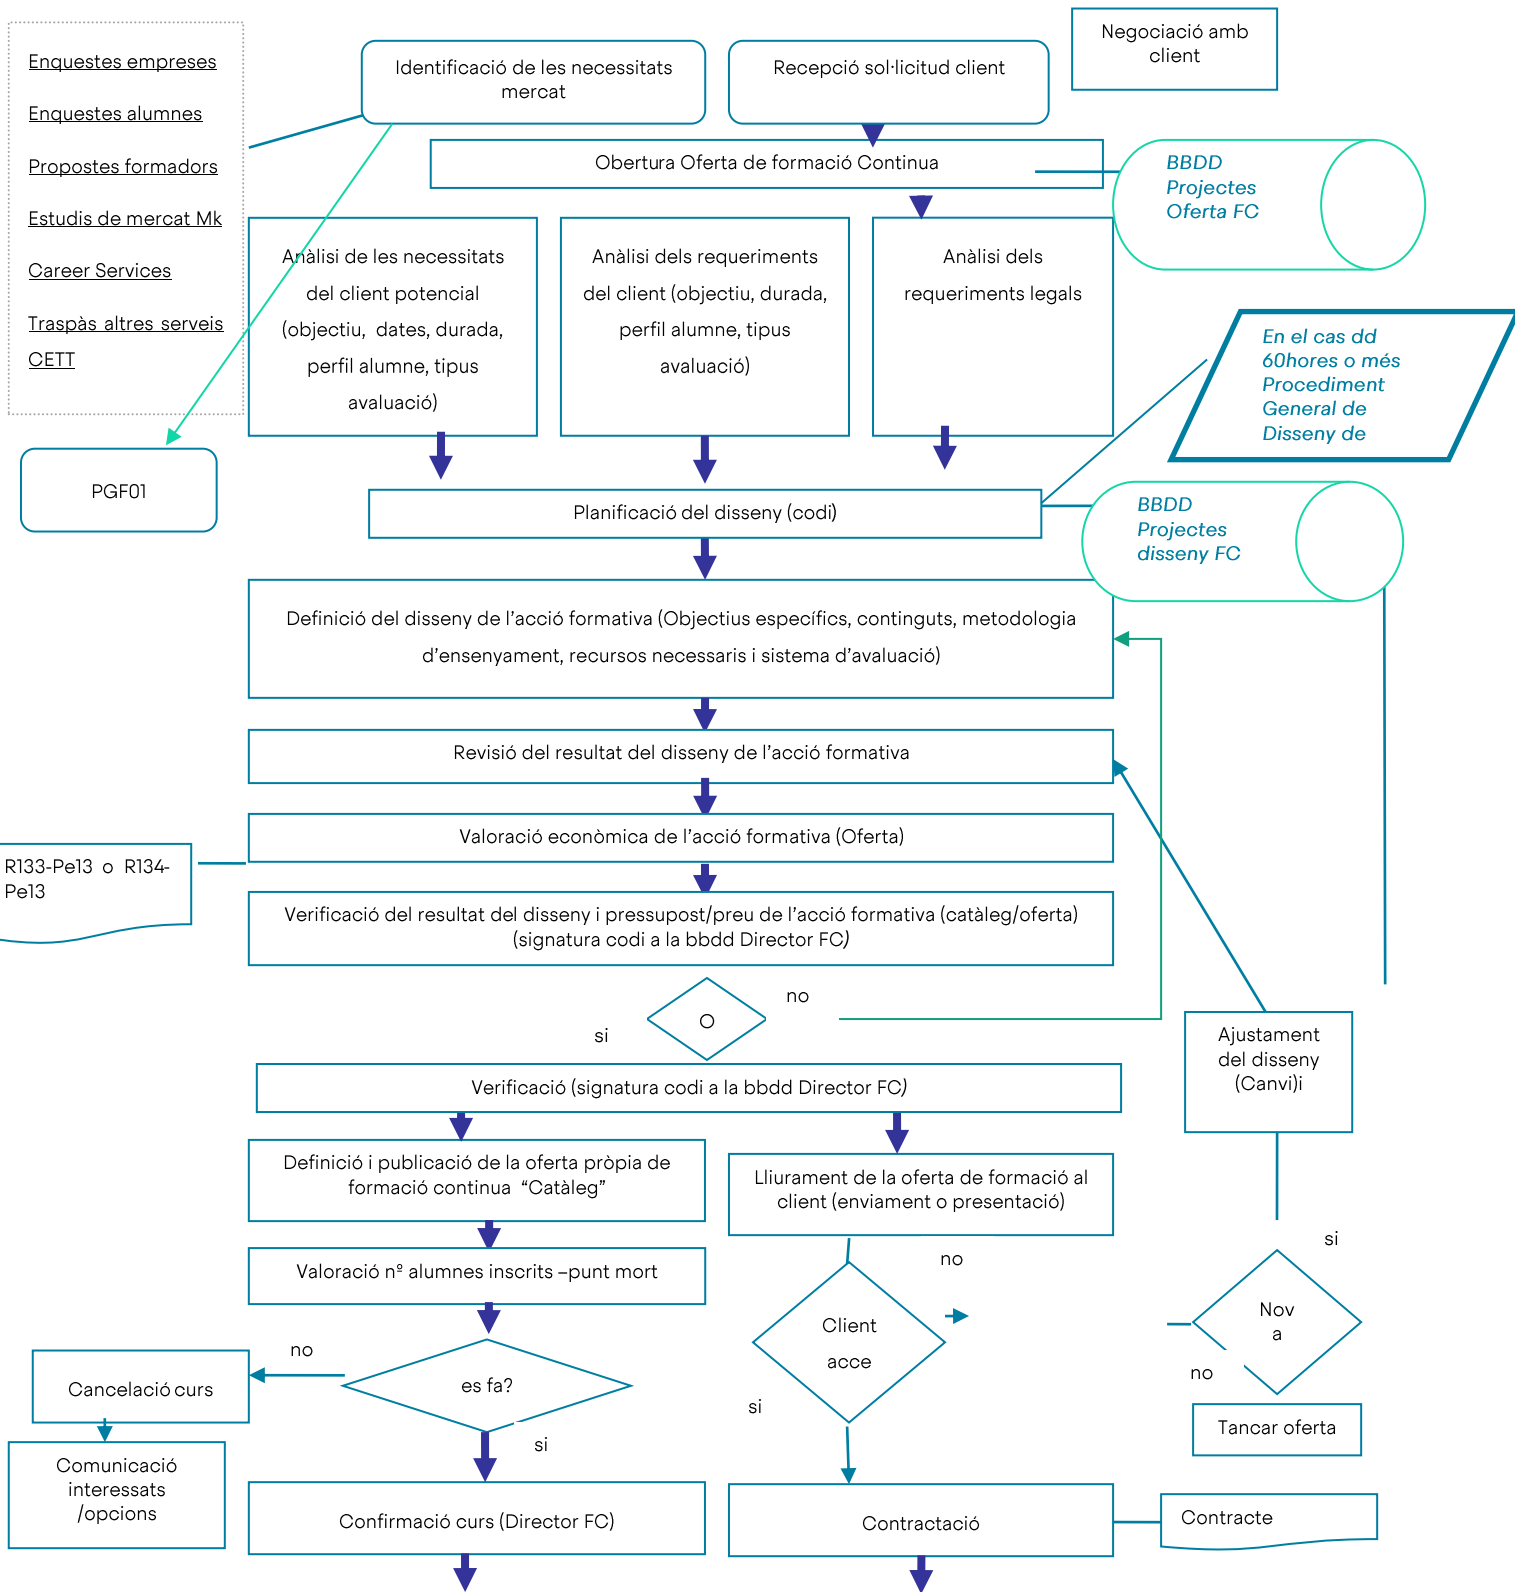 Enquestes empreses
Enquestes alumnes
Propostes formadors
Estudis de mercat Mk
Career Services
Traspàs altres serveis
CETT
Identificació de les necessitats
mercat
Recepció sol·licitud client
Negociació amb
client
Obertura Oferta de formació Continua
BBDD
Projectes
Oferta FC
Anàlisi de les necessitats
del client potencial
(objectiu, dates, durada,
perfil alumne, tipus
avaluació)
Anàlisi dels requeriments
del client (objectiu, durada,
perfil alumne, tipus
avaluació)
Anàlisi dels
requeriments legals
En el cas dd
60hores o més
Procediment
General de
Disseny de
PGF01
Planificació del disseny (codi)
BBDD
Projectes
disseny FC
Definició del disseny de l'acció formativa (Objectius específics, continguts, metodologia
d'ensenyament, recursos necessaris i sistema d'avaluació)
Revisió del resultat del disseny de l'acció formativa
Valoració econòmica de l'acció formativa (Oferta)
R133-Pe13 o R134-
Pe13
Verificació del resultat del disseny i pressupost/preu de l'acció formativa (catàleg/oferta)
(signatura codi a la bbdd Director FC)
no
O
si
Ajustament
del disseny
(Canvi)i
Verificació (signatura codi a la bbdd Director FC)
Definició i publicació de la oferta pròpia de
formació continua “Catàleg”
Lliurament de la oferta de formació al
client (enviament o presentació)
si
no
Valoració nº alumnes inscrits –punt mort
Nov
a
Client
acce
no
es fa?
no
Cancelació curs
si
Tancar oferta
si
Comunicació
interessats
/opcions
Confirmació curs (Director FC)
Contractació
Contracte